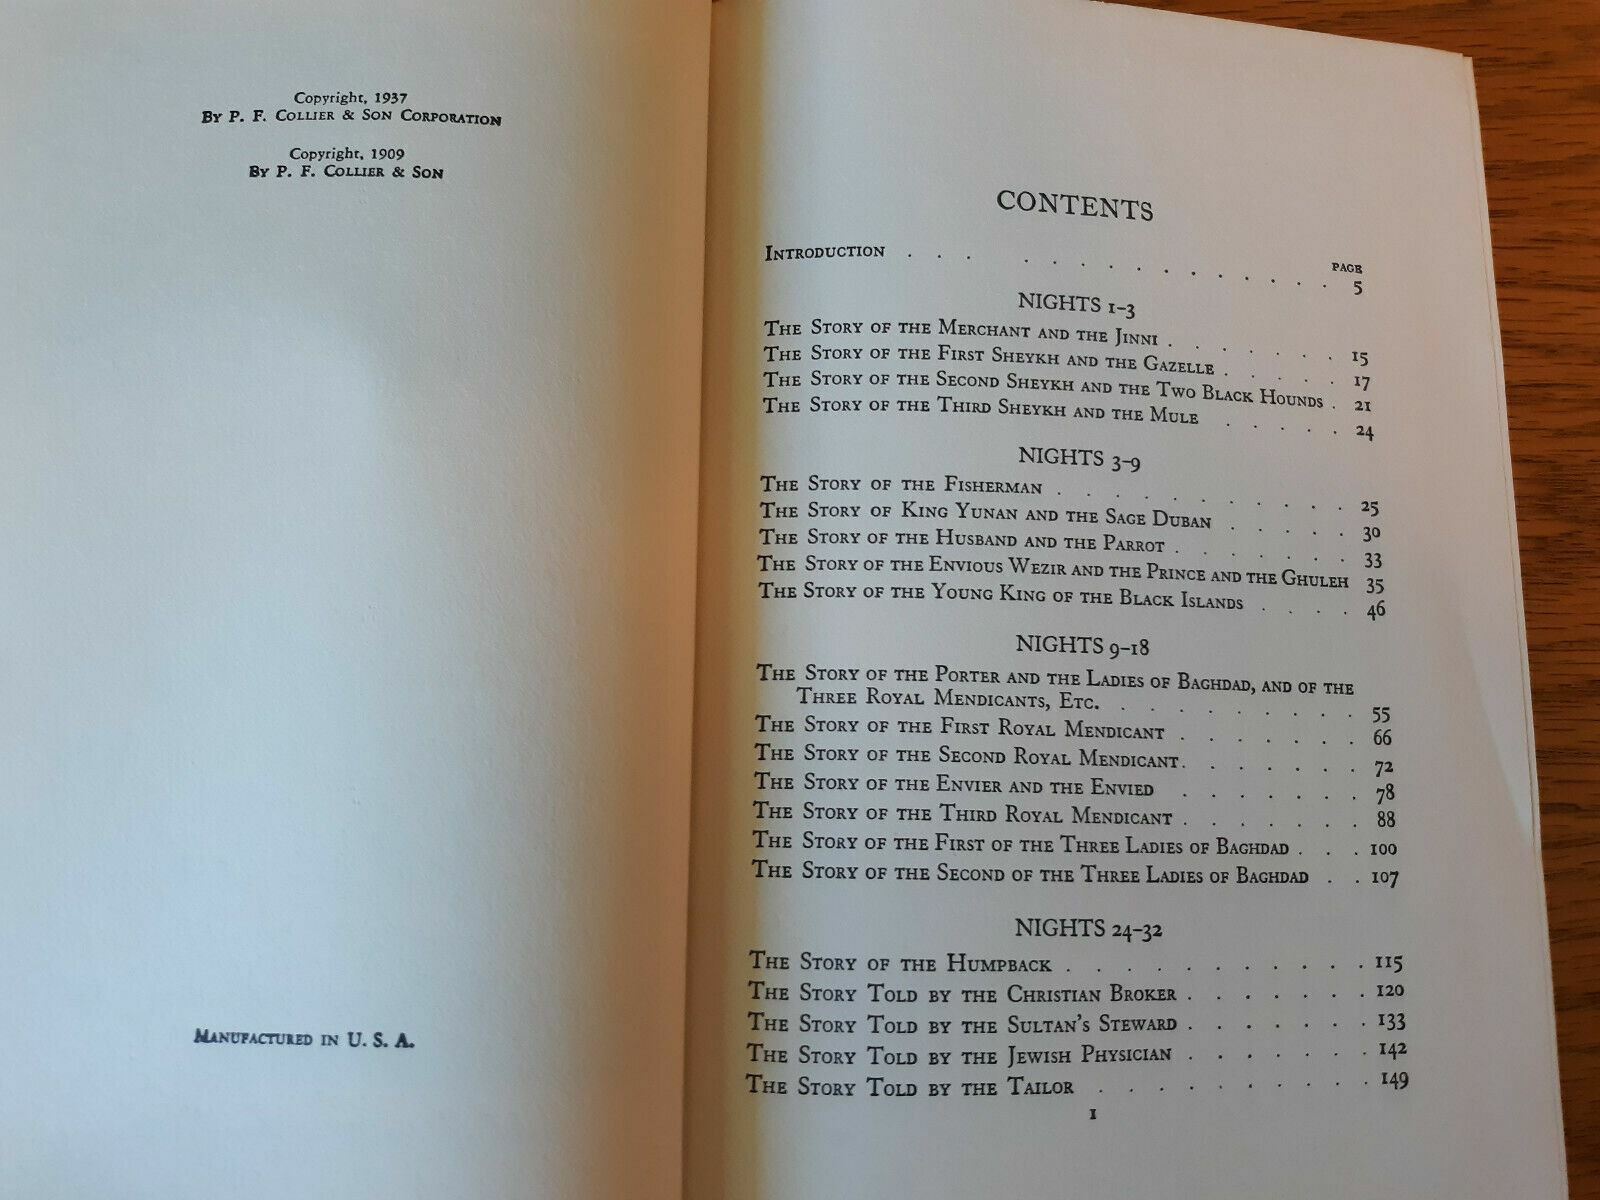 Copyright, 1937
By P. F. Collier & Son Corporation
Copyright, 1909
By P. F. Collier & Son
Manufactured in U. S. A.
CONTENTS
PAGE
Introduction . . . . . . . . . . . . . 5
NIGHTS 1–3
The Story of the Merchant and the Jinni . . . . . . . 15
The Story of the First Sheykh and the Gazelle . . . . . 17
The Story of the Second Sheykh and the Two Black Hounds . 21
The Story of the Third Sheykh and the Mule . . . . . 24
NIGHTS 3–9
The Story of the Fisherman . . . . . . . . . . . 25
The Story of King Yunan and the Sage Duban . . . . . 30
The Story of the Husband and the Parrot . . . . . . . 33
The Story of the Envious Wezir and the Prince and the Ghuleh 35
The Story of the Young King of the Black Islands . . . . 46
NIGHTS 9–18
The Story of the Porter and the Ladies of Baghdad, and of the
Three Royal Mendicants, Etc. . . . . . . . . . 55
The Story of the First Royal Mendicant . . . . . . . 66
The Story of the Second Royal Mendicant . . . . . . . 72
The Story of the Envier and the Envied . . . . . . . 78
The Story of the Third Royal Mendicant . . . . . . . 88
The Story of the First of the Three Ladies of Baghdad . . . 100
The Story of the Second of the Three Ladies of Baghdad . . 107
NIGHTS 24–32
The Story of the Humpback . . . . . . . . . . . 115
The Story Told by the Christian Broker . . . . . . . 120
The Story Told by the Sultan's Steward . . . . . . . 133
The Story Told by the Jewish Physician . . . . . . . 142
The Story Told by the Tailor . . . . . . . . . . 149
1